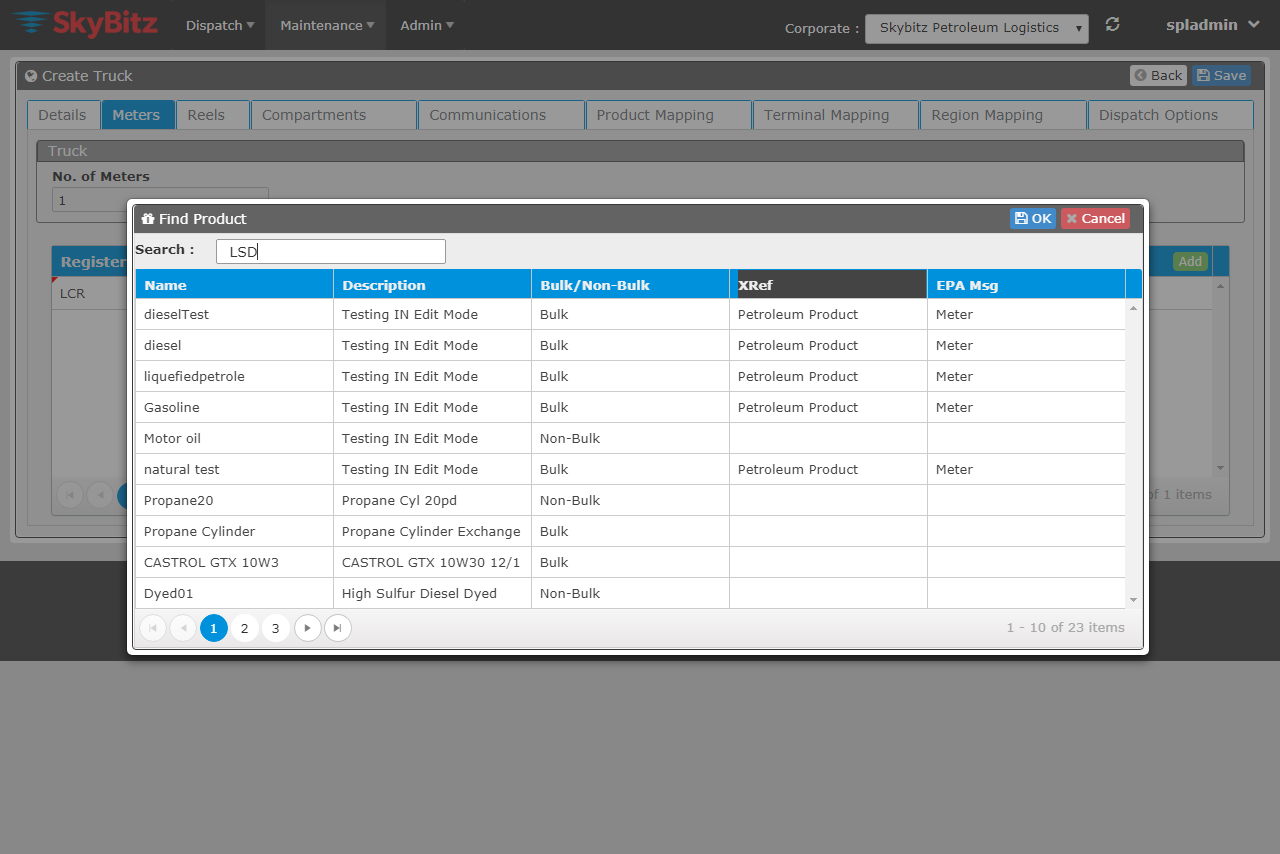 SkyBitz Dispatch Maintenance Admin Corporate : Skybitz Petroleum Logistics spladmin
Create Truck Back Save
Details Meters Reels Compartments Communications Product Mapping Terminal Mapping Region Mapping Dispatch Options
Truck
No. of Meters
1
Find Product OK Cancel
Search : LSD
Register Add
LCR
Name Description Bulk/Non-Bulk XRef EPA Msg
dieselTest Testing IN Edit Mode Bulk Petroleum Product Meter
diesel Testing IN Edit Mode Bulk Petroleum Product Meter
liquefiedpetrole Testing IN Edit Mode Bulk Petroleum Product Meter
Gasoline Testing IN Edit Mode Bulk Petroleum Product Meter
Motor oil Testing IN Edit Mode Non-Bulk
natural test Testing IN Edit Mode Bulk Petroleum Product Meter
Propane20 Propane Cyl 20pd Non-Bulk
Propane Cylinder Propane Cylinder Exchange Bulk
CASTROL GTX 10W3 CASTROL GTX 10W30 12/1 Bulk
Dyed01 High Sulfur Diesel Dyed Non-Bulk
1 2 3 1 - 10 of 23 items
of 1 items